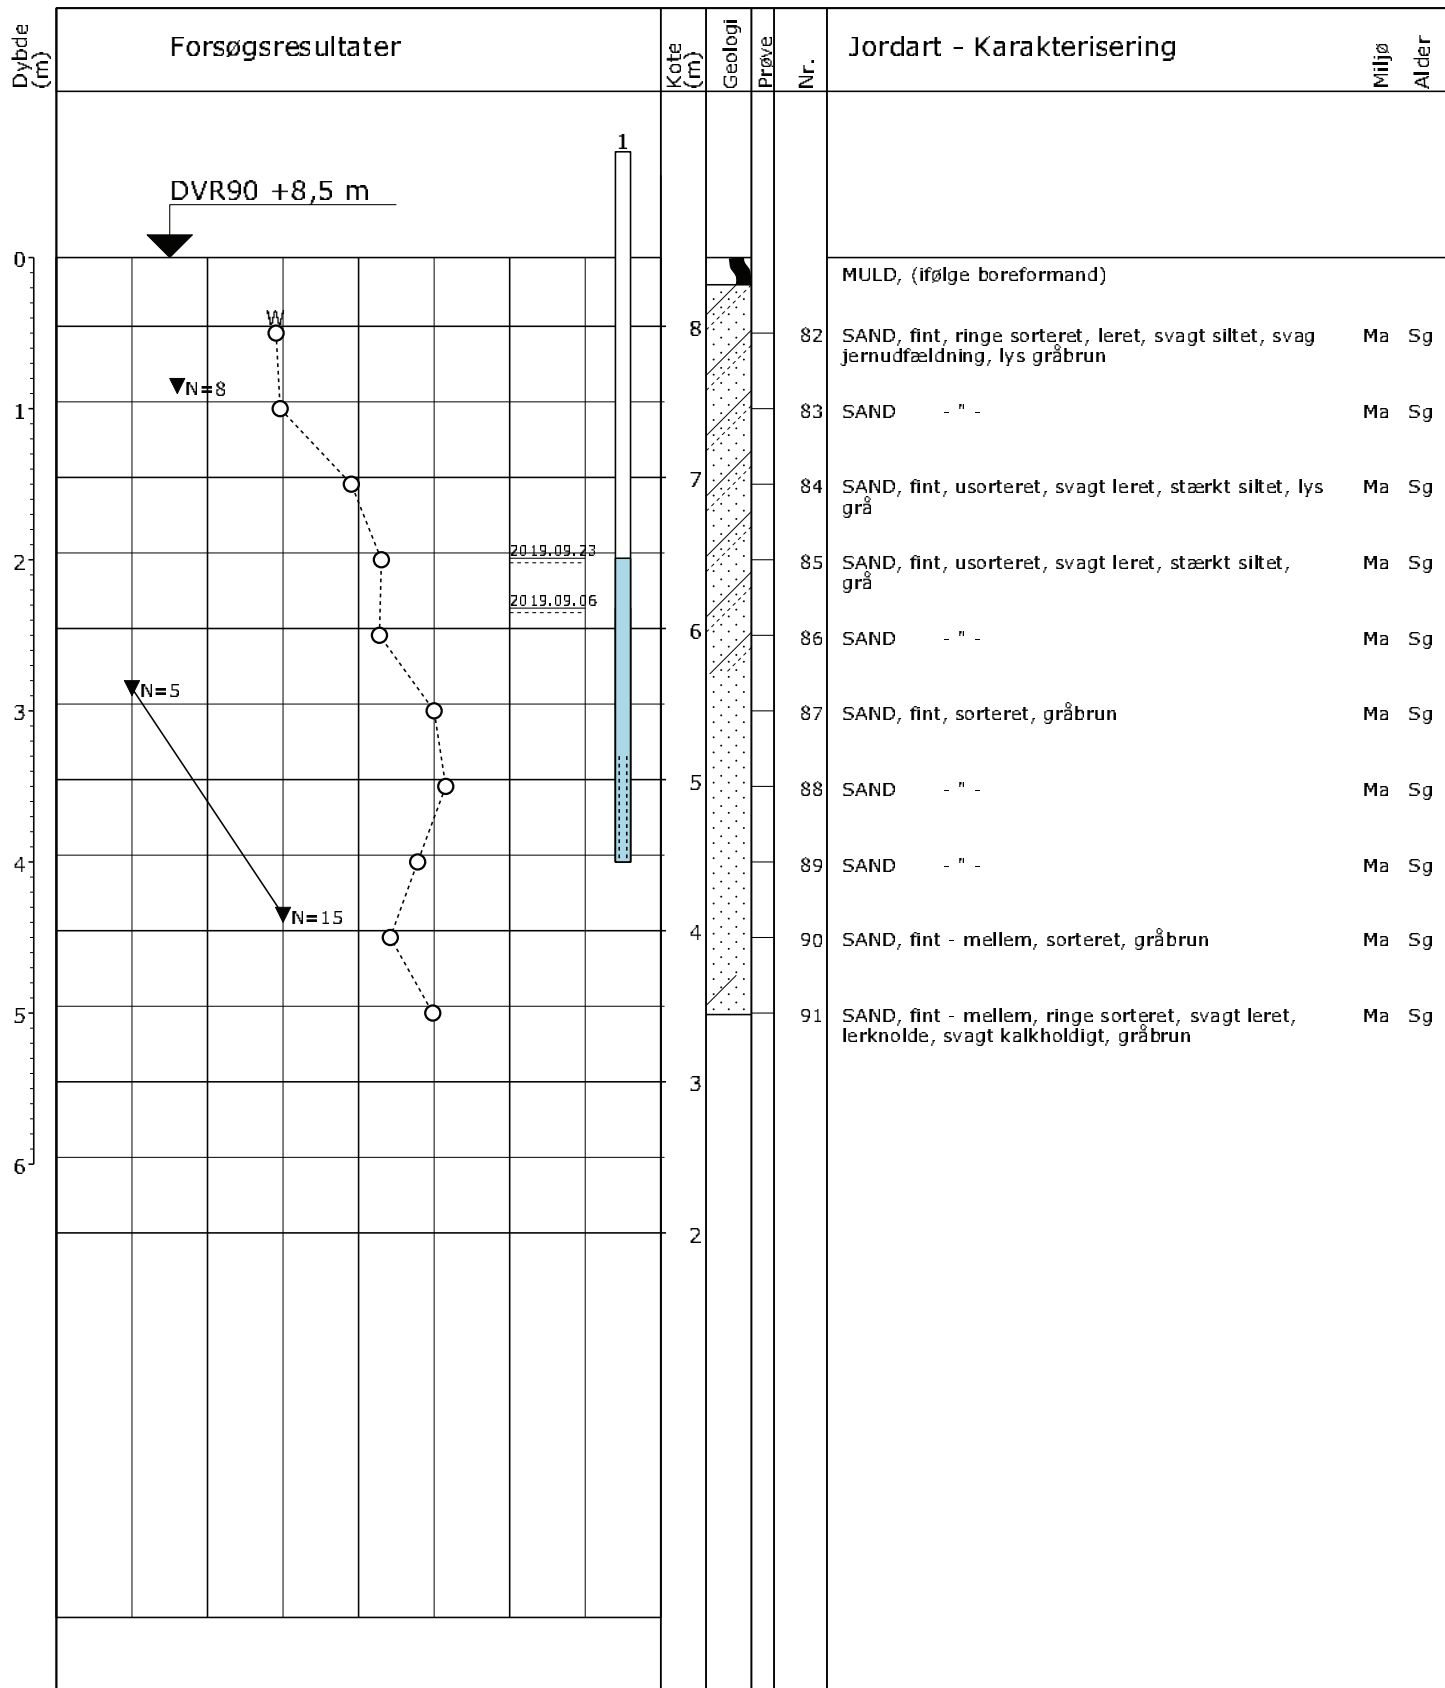 Dybde
(m)
Forsøgsresultater
Kote
(m)
Geologi
Prøve
Nr.
Jordart - Karakterisering
Miljø
Alder
1
DVR90 +8,5 m
0
MULD, (ifølge boreformand)
W
8
82 SAND, fint, ringe sorteret, leret, svagt siltet, svag Ma Sg
jernudfældning, lys gråbrun
N=8
1
83 SAND - " - Ma Sg
7
84 SAND, fint, usorteret, svagt leret, stærkt siltet, lys Ma Sg
grå
2019.09.23
2
85 SAND, fint, usorteret, svagt leret, stærkt siltet, Ma Sg
grå
2019.09.06
6
86 SAND - " - Ma Sg
N=5
3
87 SAND, fint, sorteret, gråbrun Ma Sg
5
88 SAND - " - Ma Sg
4
89 SAND - " - Ma Sg
N=15
4
90 SAND, fint - mellem, sorteret, gråbrun Ma Sg
5
91 SAND, fint - mellem, ringe sorteret, svagt leret, Ma Sg
lerknolde, svagt kalkholdigt, gråbrun
3
6
2